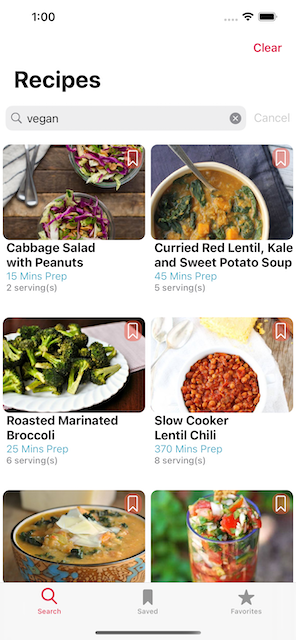 1:00
Clear
Recipes
vegan
Cancel
Cabbage Salad
with Peanuts
15 Mins Prep
2 serving(s)
Curried Red Lentil, Kale
and Sweet Potato Soup
45 Mins Prep
5 serving(s)
Roasted Marinated
Broccoli
25 Mins Prep
6 serving(s)
Slow Cooker
Lentil Chili
370 Mins Prep
8 serving(s)
Search
Saved
Favorites